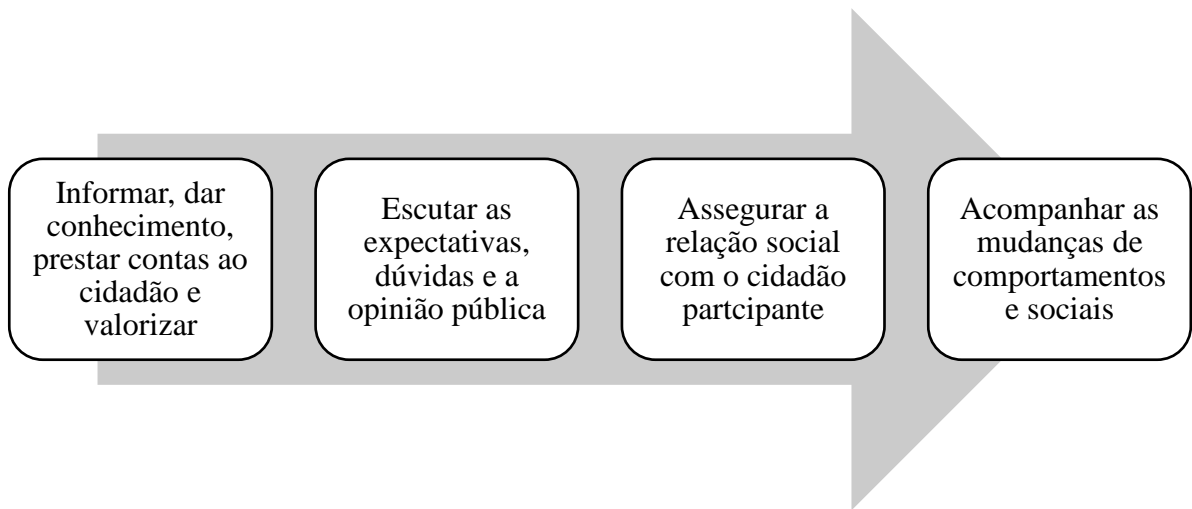 Informar, dar
conhecimento,
prestar contas ao
cidadão e
valorizar
Escutar as
expectativas,
dúvidas e a
opinião pública
Assegurar a
relação social
com o cidadão
partcipante
Acompanhar as
mudanças de
comportamentos
e sociais